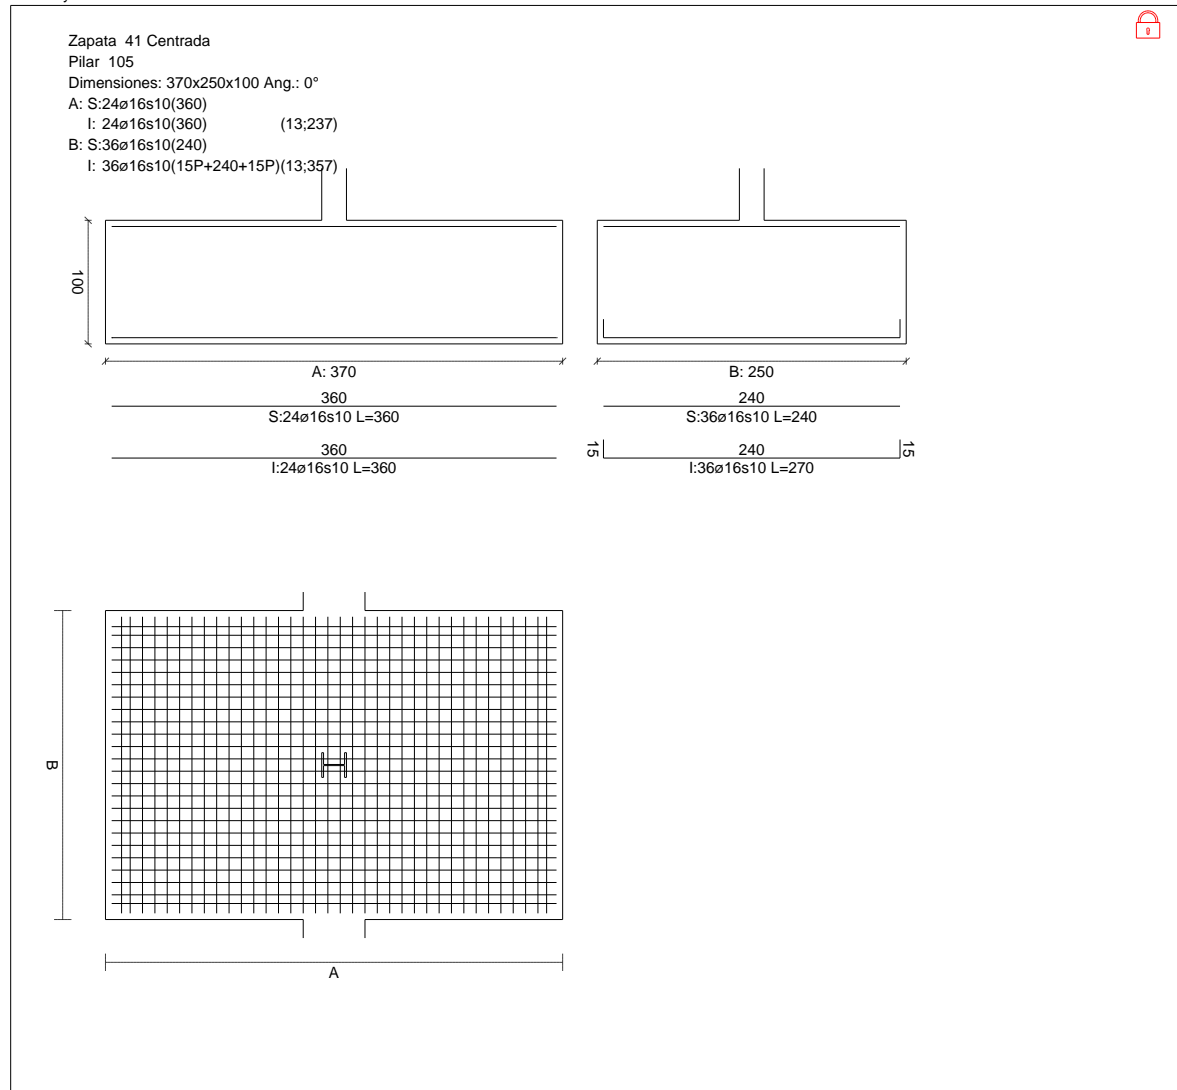 Zapata 41 Centrada
Pilar 105
Dimensiones: 370x250x100 Ang.: 0°
A: S:24ø16s10(360)
I: 24ø16s10(360) (13;237)
B: S:36ø16s10(240)
I: 36ø16s10(15P+240+15P)(13;357)
100
A: 370
B: 250
360
S:24ø16s10 L=360
240
S:36ø16s10 L=240
360
I:24ø16s10 L=360
15
240
15
I:36ø16s10 L=270
B
A